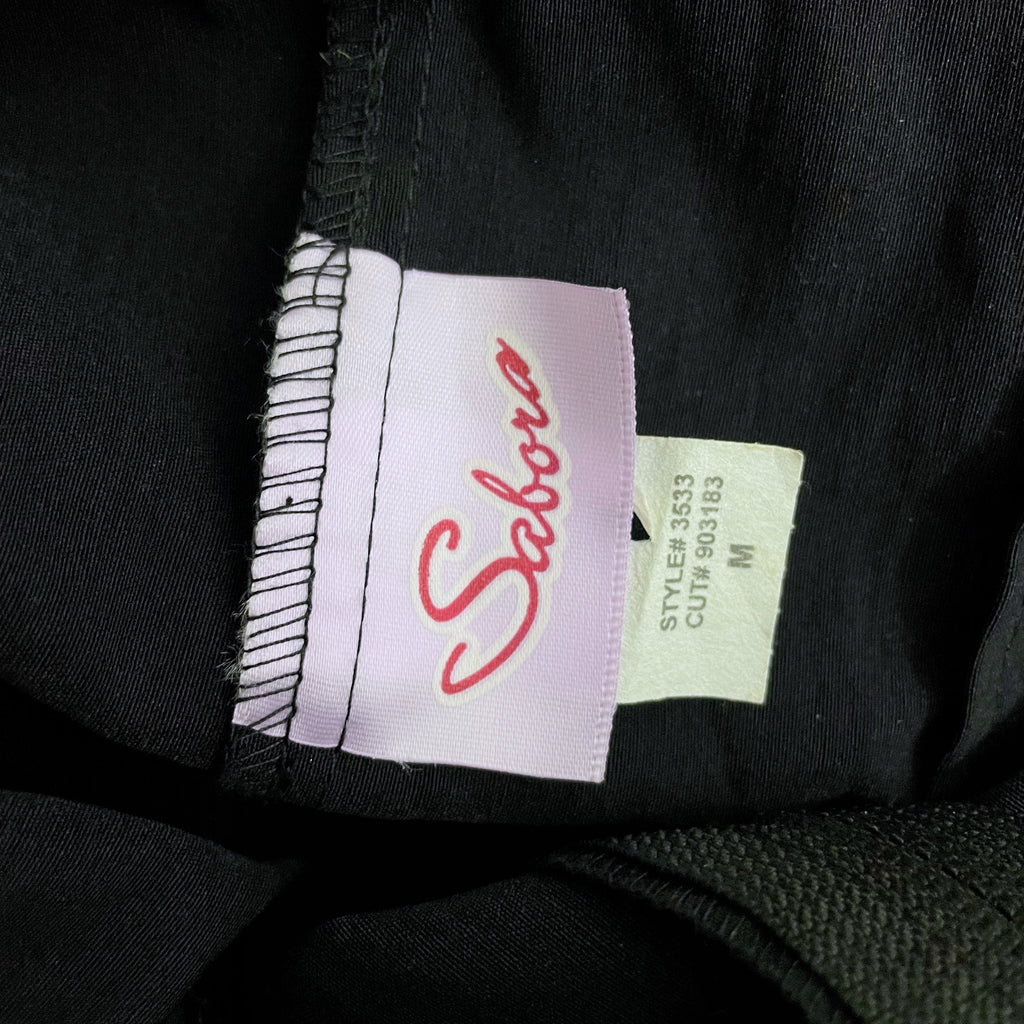 Sabora
STYLE# 3533
CUT# 903183
M